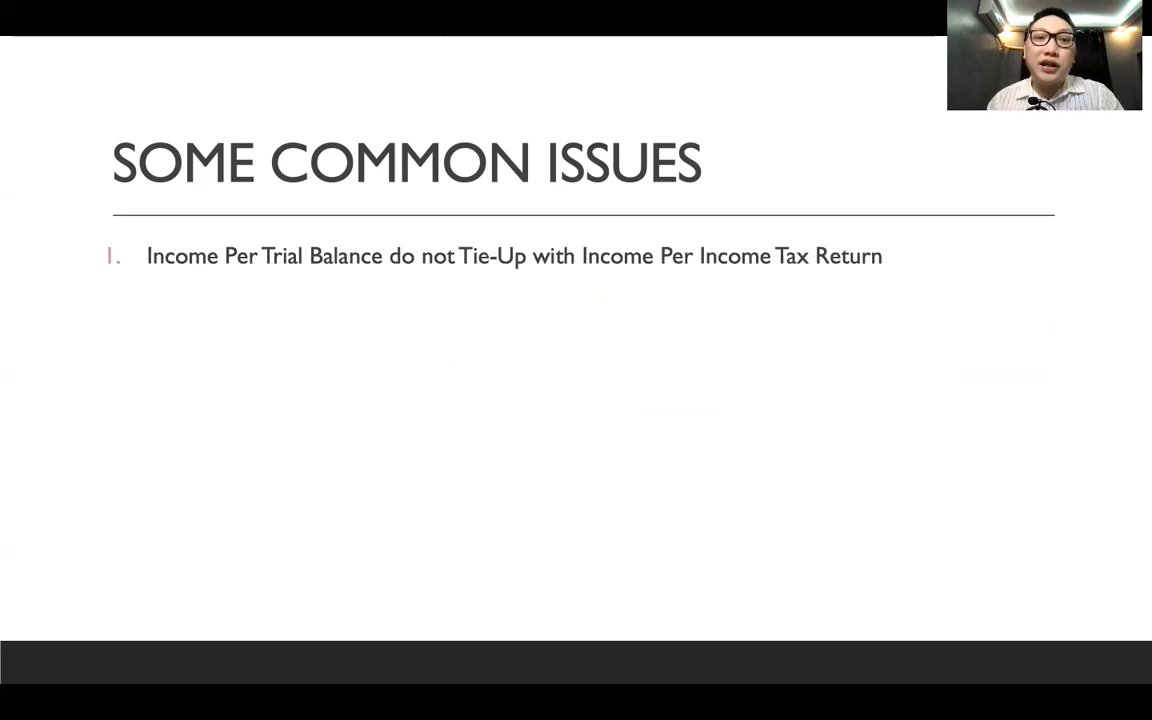 SOME COMMON ISSUES
1. Income Per Trial Balance do not Tie-Up with Income Per Income Tax Return